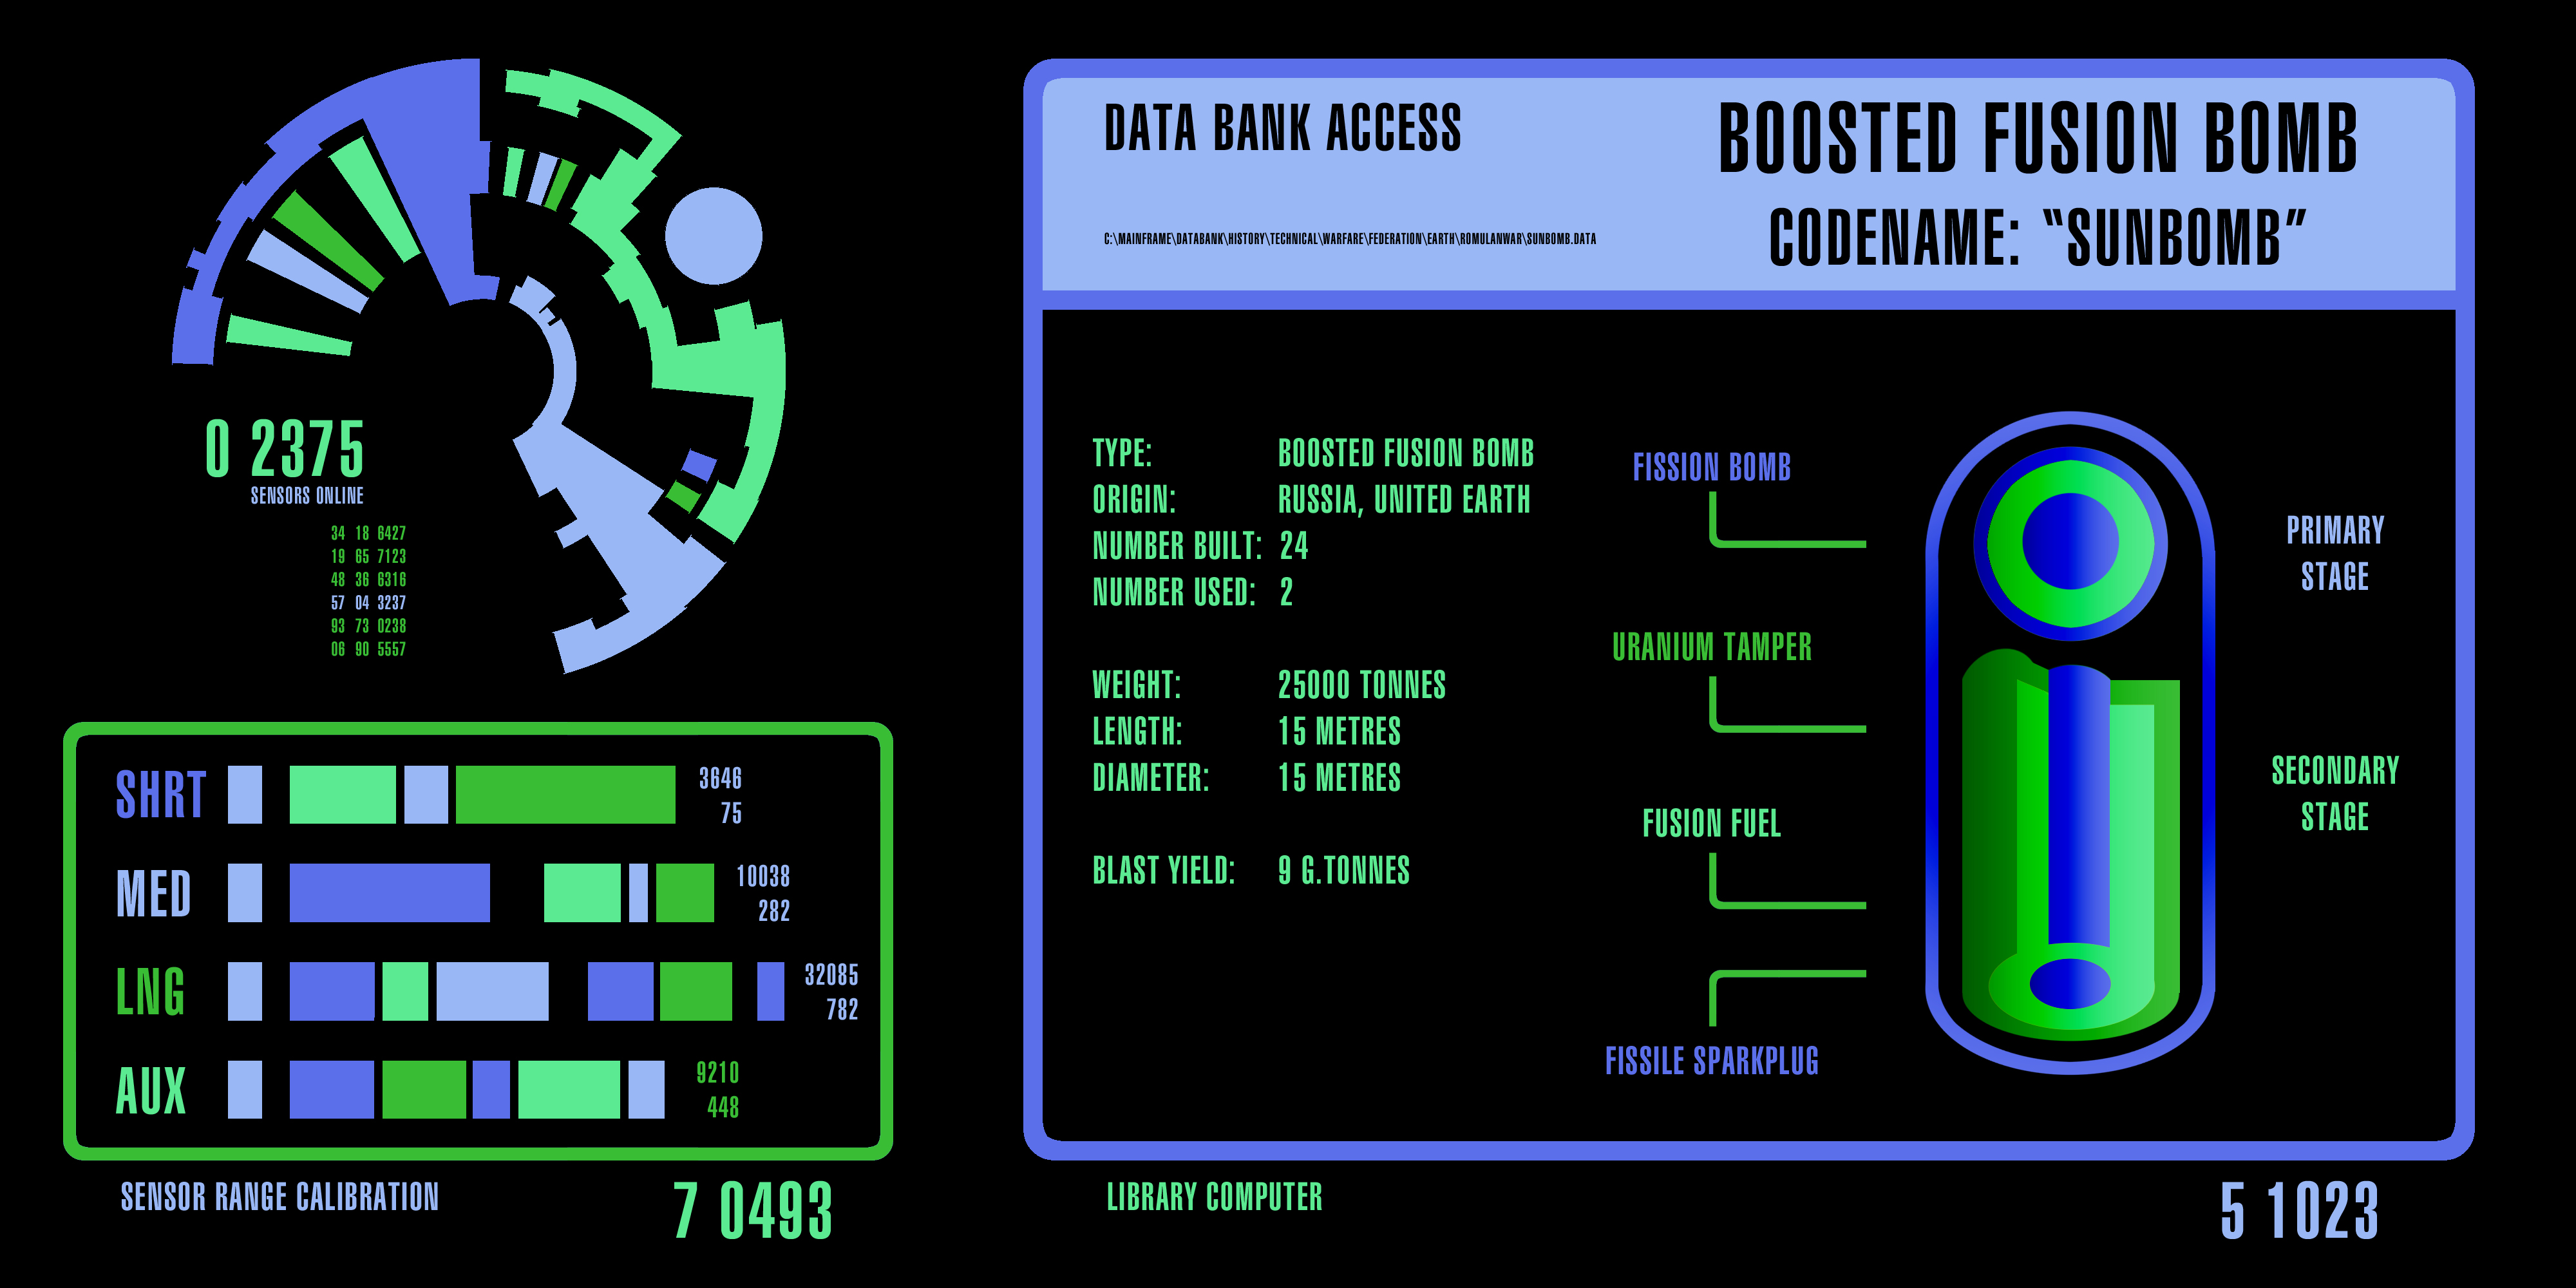 0 2375
SENSORS ONLINE
34 18 6427
19 65 7123
48 36 6316
57 04 3237
93 73 0238
06 90 5557
SHRT 3646
75
MED 10038
282
LNG 32085
782
AUX 9210
448
SENSOR RANGE CALIBRATION 7 0493
DATA BANK ACCESS
C:\MAINFRAME\DATABANK\HISTORY\TECHNICAL\WARFARE\FEDERATION\EARTH\ROMULANWAR\SUNBOMB.DATA
BOOSTED FUSION BOMB
CODENAME: “SUNBOMB”
TYPE: BOOSTED FUSION BOMB
ORIGIN: RUSSIA, UNITED EARTH
NUMBER BUILT: 24
NUMBER USED: 2
WEIGHT: 25000 TONNES
LENGTH: 15 METRES
DIAMETER: 15 METRES
BLAST YIELD: 9 G.TONNES
FISSION BOMB
URANIUM TAMPER
FUSION FUEL
FISSILE SPARKPLUG
PRIMARY
STAGE
SECONDARY
STAGE
LIBRARY COMPUTER 5 1023